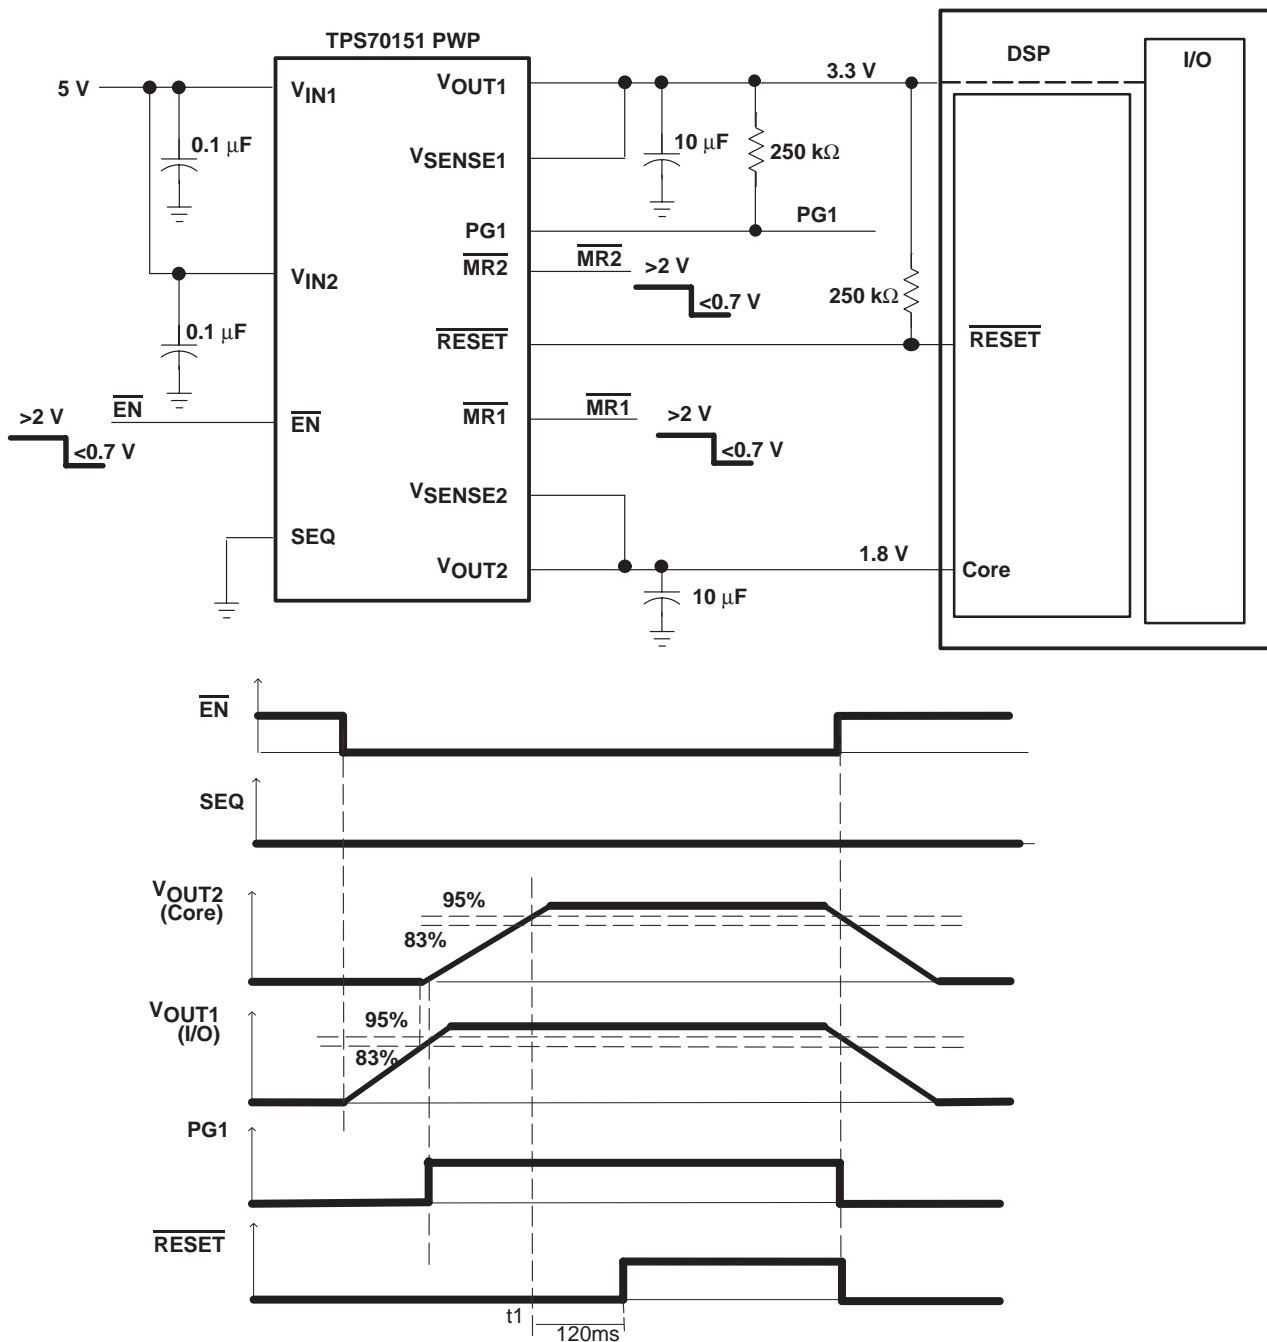 TPS70151 PWP
5 V
VIN1
VOUT1
3.3 V
DSP
I/O
0.1 μF
VSENSE1
10 μF
250 kΩ
PG1
PG1
VIN2
MR2
MR2
>2 V
<0.7 V
250 kΩ
0.1 μF
RESET
RESET
>2 V
EN
<0.7 V
EN
MR1
MR1
>2 V
<0.7 V
VSENSE2
SEQ
VOUT2
1.8 V
Core
10 μF
EN
SEQ
VOUT2
(Core)
95%
83%
VOUT1
(I/O)
95%
83%
PG1
RESET
t1
120ms